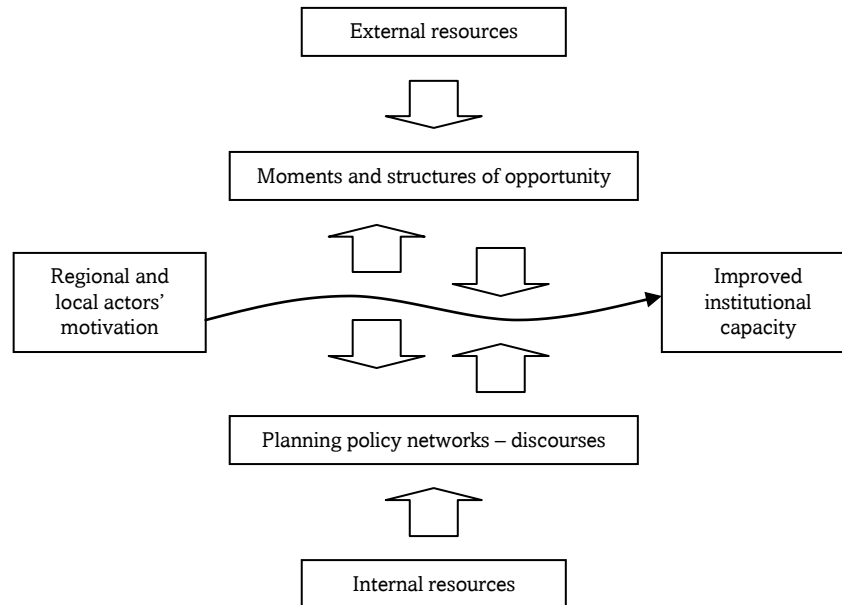 External resources
Moments and structures of opportunity
Regional and
local actors’
motivation
Improved
institutional
capacity
Planning policy networks – discourses
Internal resources